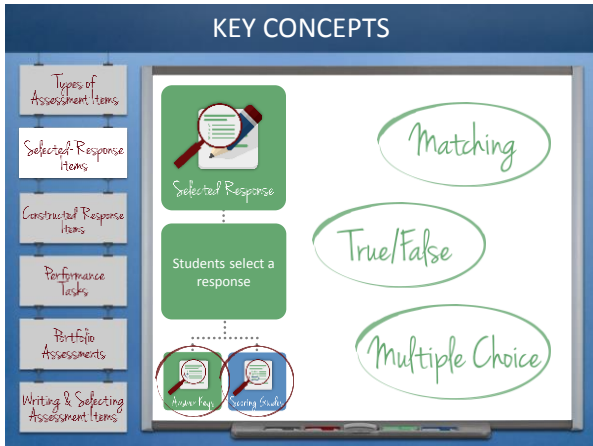 KEY CONCEPTS
Types of
Assessment Items
Selected-Response
Items
Constructed Response
Items
Performance
Tasks
Portfolio
Assessments
Writing & Selecting
Assessment Items
Selected Response
Students select a
response
Answer Keys
Scoring Guides
Matching
True/False
Multiple Choice